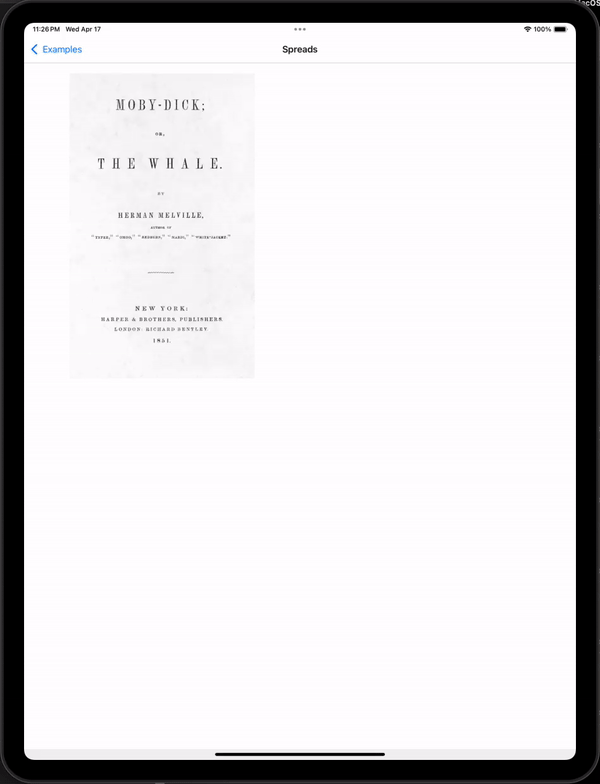 11:26 PM Wed Apr 17
100%
Examples
Spreads
MOBY-DICK;
OR,
THE WHALE.
BY
HERMAN MELVILLE,
AUTHOR OF
"TYPEE," "OMOO," "REDBURN," "MARDI," "WHITE-JACKET."
NEW YORK:
HARPER & BROTHERS, PUBLISHERS
LONDON: RICHARD BENTLEY
1851.